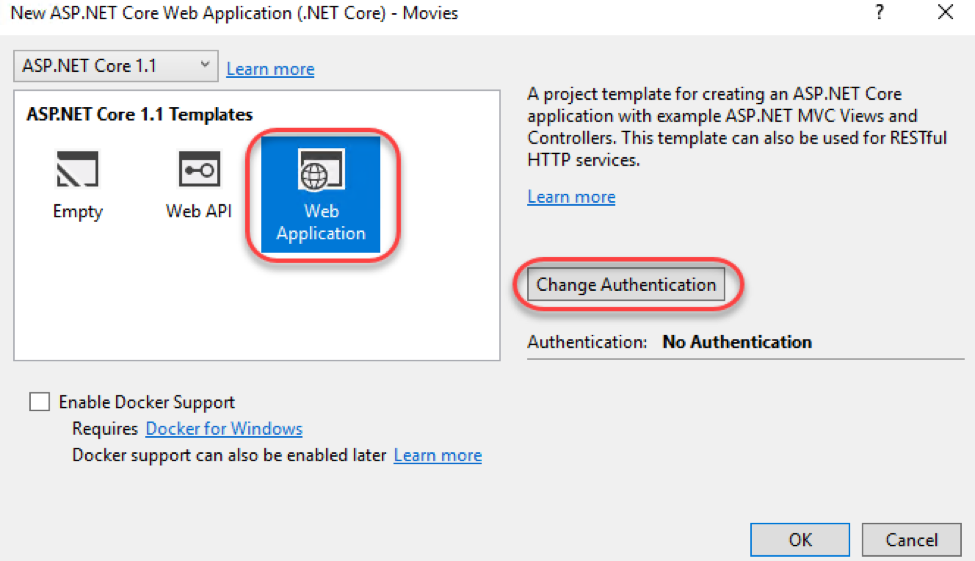 New ASP.NET Core Web Application (.NET Core) - Movies
?
ASP.NET Core 1.1
Learn more
ASP.NET Core 1.1 Templates
Empty
Web API
Web
Application
A project template for creating an ASP.NET Core
application with example ASP.NET MVC Views and
Controllers. This template can also be used for RESTful
HTTP services.
Learn more
Change Authentication
Authentication: No Authentication
Enable Docker Support
Requires Docker for Windows
Docker support can also be enabled later Learn more
OK
Cancel